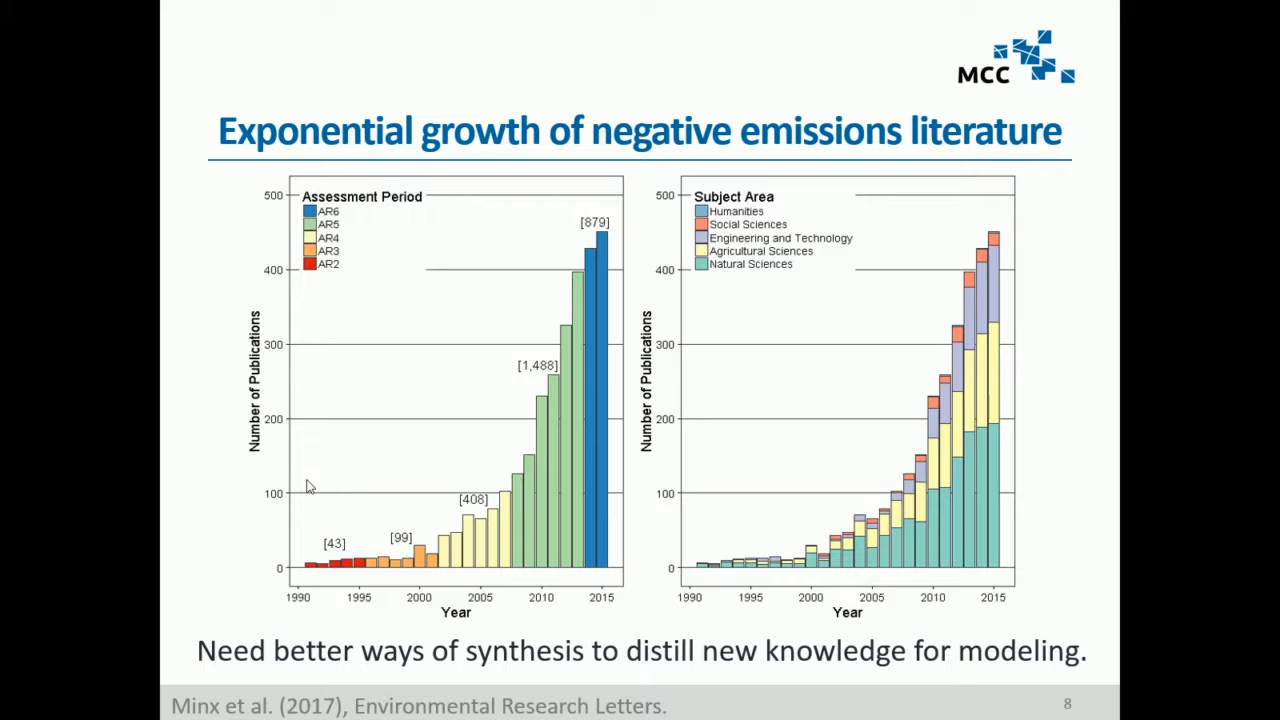 MCC
Exponential growth of negative emissions literature
Assessment Period
AR6
AR5
AR4
AR3
AR2
[879]
[1,488]
[408]
[99]
[43]
500
400
300
200
100
0
Number of Publications
1990 1995 2000 2005 2010 2015
Year
Subject Area
Humanities
Social Sciences
Engineering and Technology
Agricultural Sciences
Natural Sciences
500
400
300
200
100
0
Number of Publications
1990 1995 2000 2005 2010 2015
Year
Need better ways of synthesis to distill new knowledge for modeling.
Minx et al. (2017), Environmental Research Letters.
8